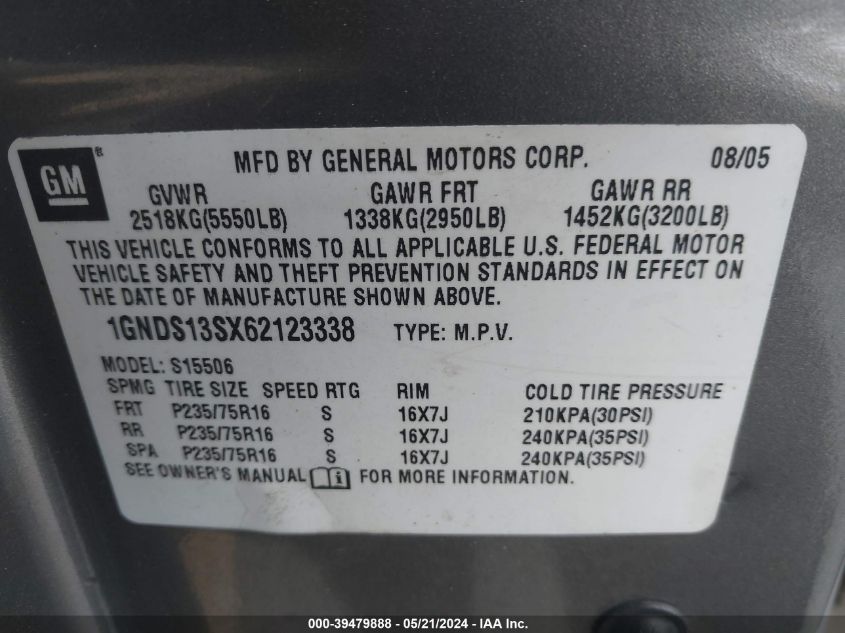 GM ® MFD BY GENERAL MOTORS CORP. 08/05
GVWR GAWR FRT GAWR RR
2518KG(5550LB) 1338KG(2950LB) 1452KG(3200LB)
THIS VEHICLE CONFORMS TO ALL APPLICABLE U.S. FEDERAL MOTOR
VEHICLE SAFETY AND THEFT PREVENTION STANDARDS IN EFFECT ON
THE DATE OF MANUFACTURE SHOWN ABOVE.
1GNDS13SX62123338 TYPE: M.P.V.
MODEL: S15506
SPMG TIRE SIZE SPEED RTG RIM COLD TIRE PRESSURE
FRT P235/75R16 S 16X7J 210KPA(30PSI)
RR P235/75R16 S 16X7J 240KPA(35PSI)
SPA P235/75R16 S 16X7J 240KPA(35PSI)
SEE OWNER'S MANUAL i FOR MORE INFORMATION.
000-39479888 - 05/21/2024 - IAA Inc.